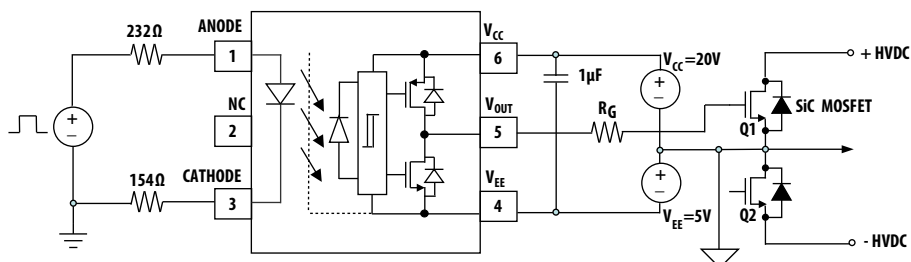 232Ω
ANODE
1
NC
2
154Ω
CATHODE
3
+
−
VCC
6
VOUT
5
VEE
4
1µF
RG
+
−
VCC=20V
+
−
VEE=5V
+ HVDC
SiC MOSFET
Q1
Q2
- HVDC